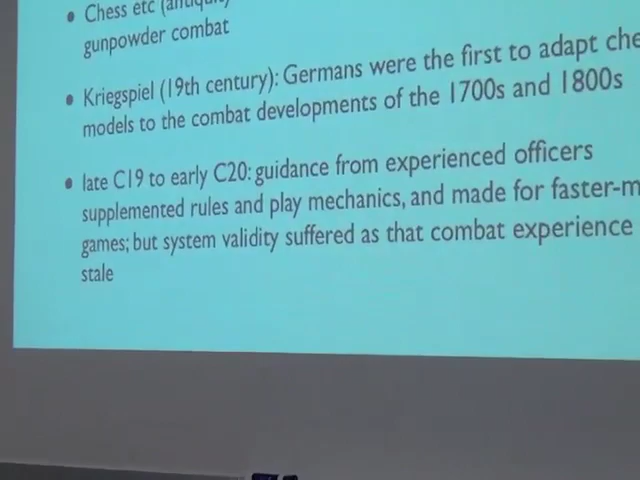 • Chess etc
gunpowder combat
• Kriegspiel (19th century): Germans were the first to adapt che
models to the combat developments of the 1700s and 1800s
• late C19 to early C20: guidance from experienced officers
supplemented rules and play mechanics, and made for faster-m
games; but system validity suffered as that combat experience
stale